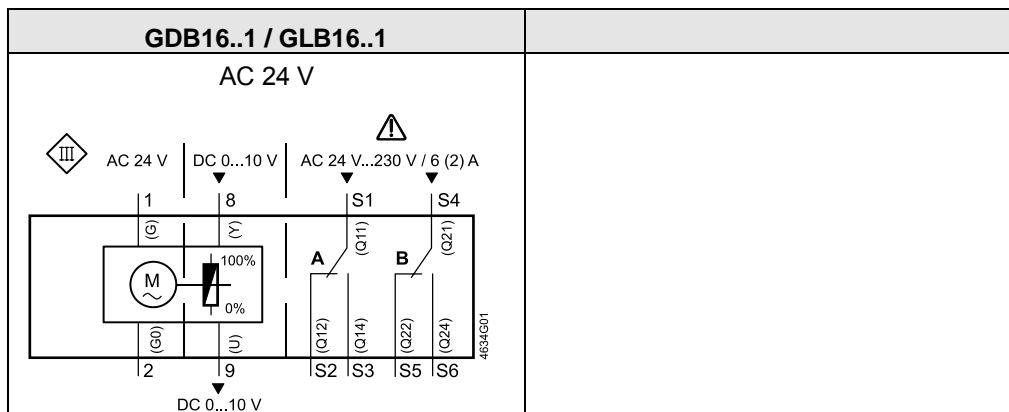 GDB16..1 / GLB16..1
AC 24 V
III
AC 24 V
DC 0...10 V
AC 24 V...230 V / 6 (2) A
1
8
S1
S4
(G)
(Y)
(Q11)
(Q21)
100%
A
B
M
0%
(G0)
(U)
(Q12)
(Q14)
(Q22)
(Q24)
4634G01
2
9
S2
S3
S5
S6
DC 0...10 V